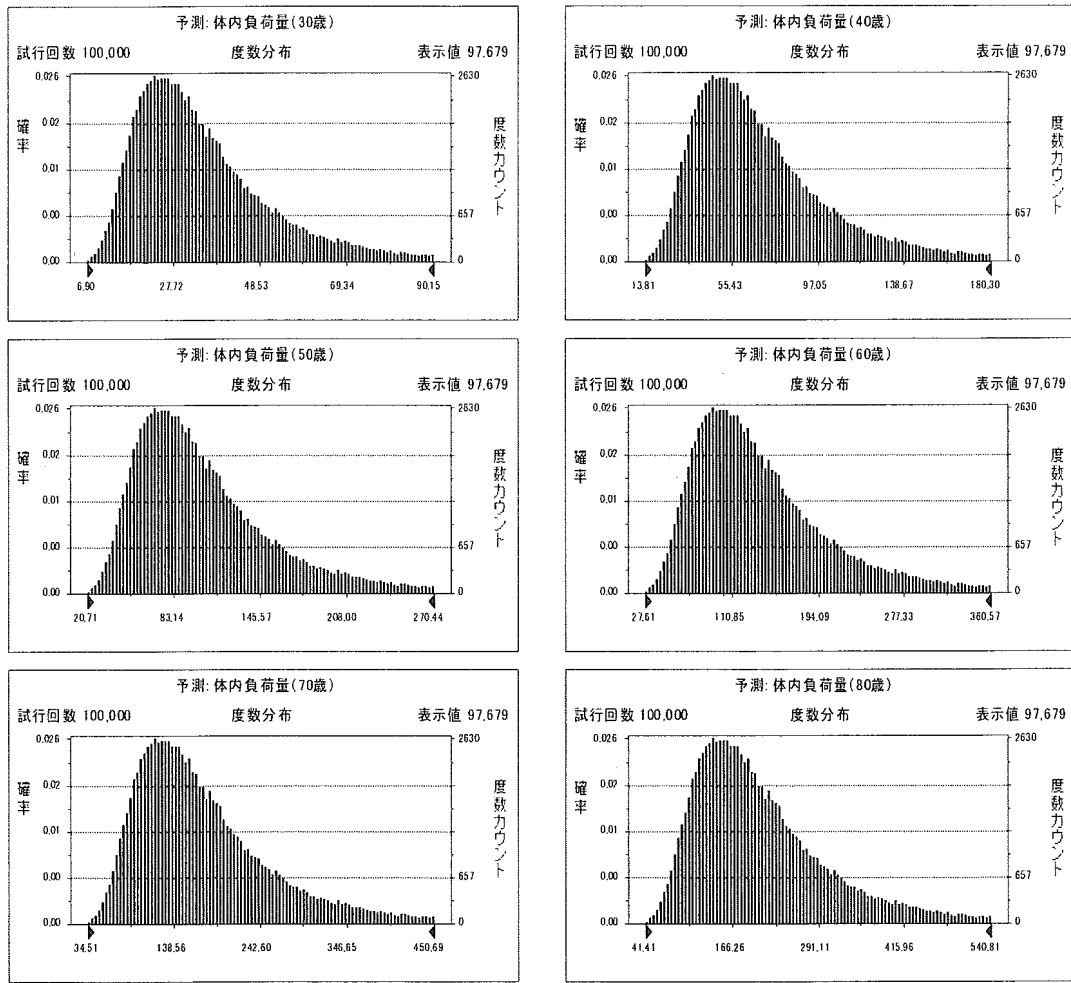 予測: 体内負荷量(30歳)
試行回数 100,000 度数分布 表示値 97,679
0.026
0.02
0.01
0.00
0.00
確率
2630
657
0
度数カウント
6.90 27.72 48.53 69.34 90.15
予測: 体内負荷量(40歳)
試行回数 100,000 度数分布 表示値 97,679
0.026
0.02
0.01
0.00
0.00
確率
2630
657
0
度数カウント
13.81 55.43 97.05 138.67 180.30
予測: 体内負荷量(50歳)
試行回数 100,000 度数分布 表示値 97,679
0.026
0.02
0.01
0.00
0.00
確率
2630
657
0
度数カウント
20.71 83.14 145.57 208.00 270.44
予測: 体内負荷量(60歳)
試行回数 100,000 度数分布 表示値 97,679
0.026
0.02
0.01
0.00
0.00
確率
2630
657
0
度数カウント
27.61 110.85 194.09 277.33 360.57
予測: 体内負荷量(70歳)
試行回数 100,000 度数分布 表示値 97,679
0.026
0.02
0.01
0.00
0.00
確率
2630
657
0
度数カウント
34.51 138.56 242.60 346.65 450.69
予測: 体内負荷量(80歳)
試行回数 100,000 度数分布 表示値 97,679
0.026
0.02
0.01
0.00
0.00
確率
2630
657
0
度数カウント
41.41 166.26 291.11 415.96 540.81